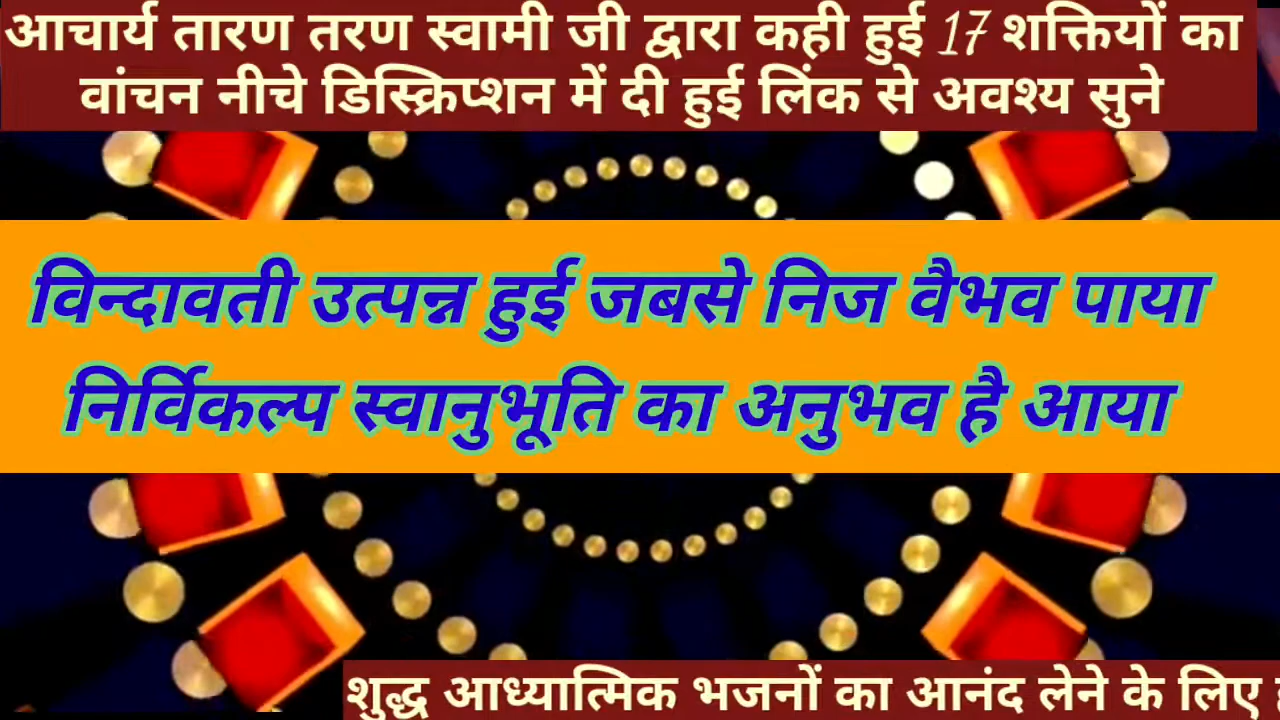 आचार्य तारण तरण स्वामी जी द्वारा कही हुई 17 शक्तियों का
वांचन नीचे डिस्क्रिप्शन में दी हुई लिंक से अवश्य सुने
विन्दावती उत्पन्न हुई जबसे निज वैभव पाया
निर्विकल्प स्वानुभूति का अनुभव है आया
शुद्ध आध्यात्मिक भजनों का आनंद लेने के लिए